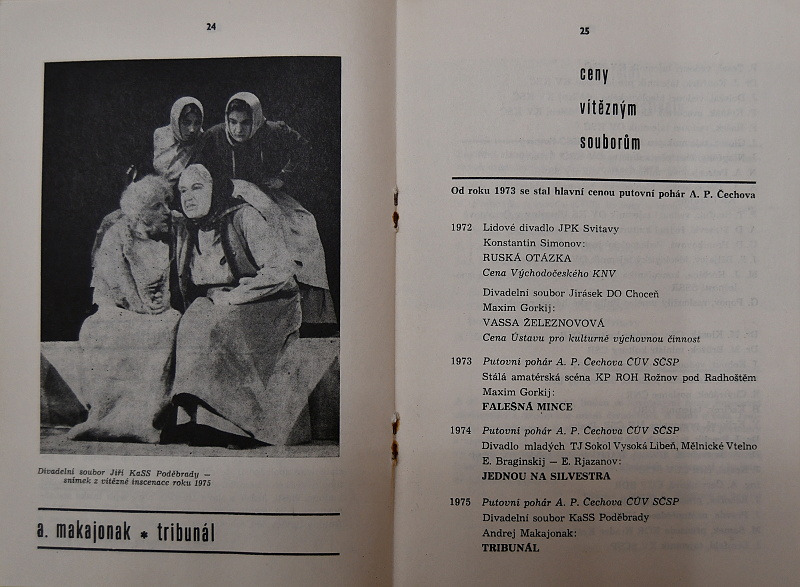 24
Divadelní soubor Jiří KaSS Poděbrady —
snímek z vítězné inscenace roku 1975
a. makajonak * tribunál
25
ceny
vítězným
souborům
Od roku 1973 se stal hlavní cenou putovní pohár A. P. Čechova
1972 Lidové divadlo JPK Svitavy
Konstantin Simonov:
RUSKÁ OTÁZKA
Cena Východočeského KNV
Divadelní soubor Jirásek DO Choceň
Maxim Gorkij:
VASSA ŽELEZNOVOVÁ
Cena Ústavu pro kulturně výchovnou činnost
1973 Putovní pohár A. P. Čechova ČÚV SČSP
Stálá amatérská scéna KP ROH Rožnov pod Radhoštěm
Maxim Gorkij:
FALEŠNÁ MINCE
1974 Putovní pohár A. P. Čechova ČÚV SČSP
Divadlo mladých TJ Sokol Vysoká Libeň, Mělnické Vtelno
E. Braginskij — E. Rjazanov:
JEDNOU NA SILVESTRA
1975 Putovní pohár A. P. Čechova ČÚV SČSP
Divadelní soubor KaSS Poděbrady
Andrej Makajonak:
TRIBUNÁL